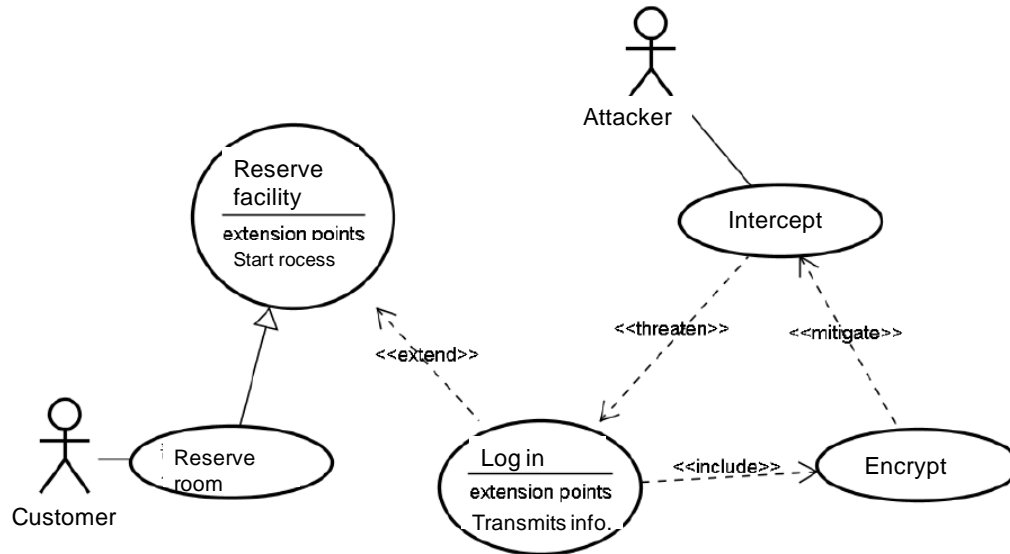 Attacker
Reserve
facility
extension points
Start rocess
Intercept
<<threaten>>
<<mitigate>>
<<extend>>
Reserve
room
Customer
Log in
extension points
Transmits info.
<<include>>
Encrypt